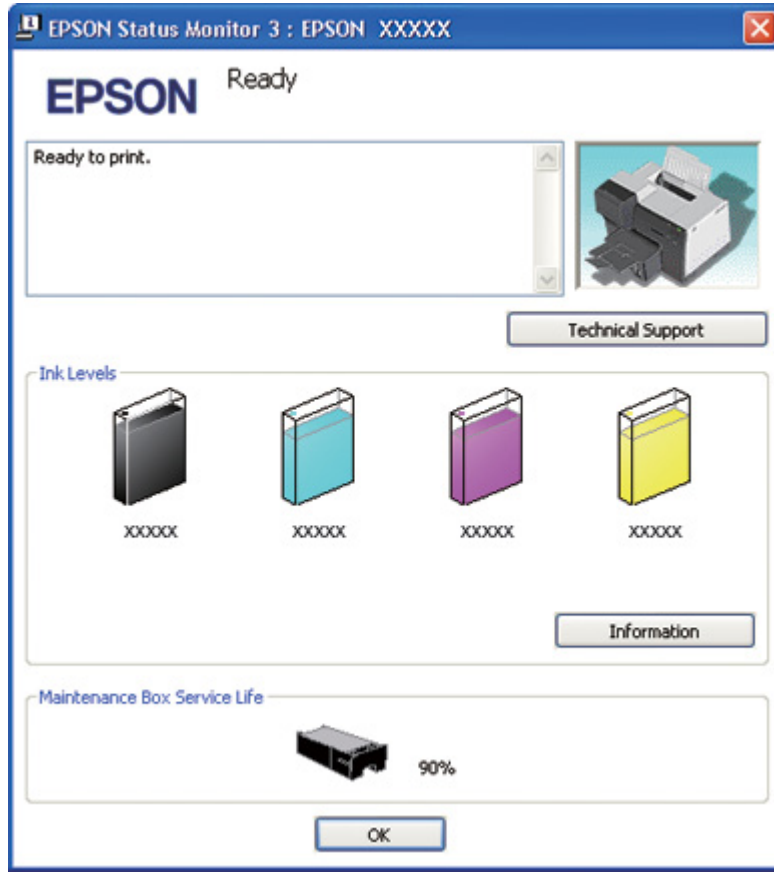 EPSON Status Monitor 3 : EPSON XXXXX
EPSON
Ready
Ready to print.
Technical Support
Ink Levels
XXXXX XXXXX XXXXX XXXXX
Information
Maintenance Box Service Life
90%
OK